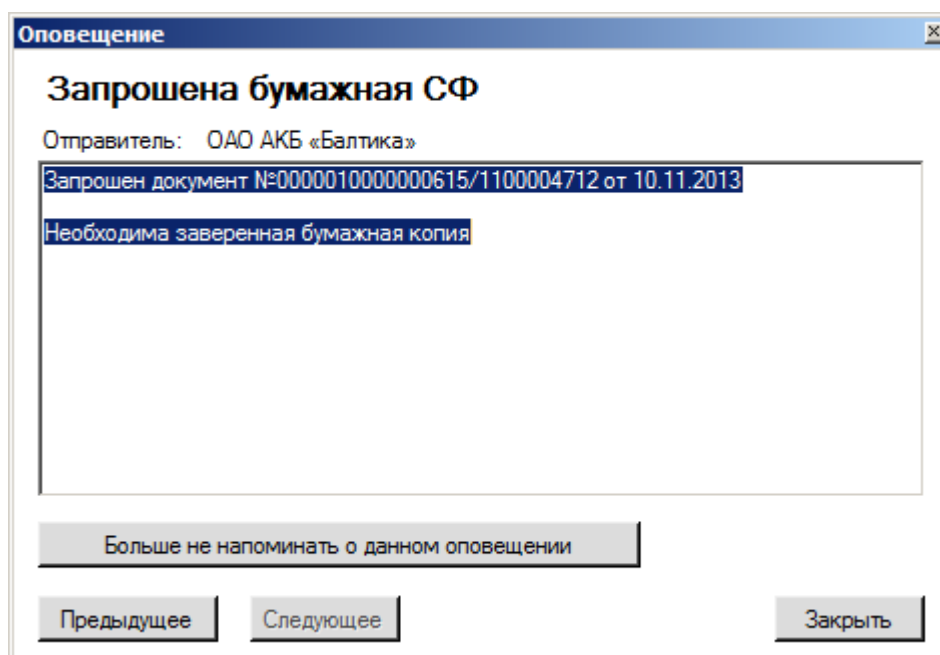 Оповещение
Запрошена бумажная СФ
Отправитель: ОАО АКБ «Балтика»
Запрошен документ №0000010000000615/1100004712 от 10.11.2013
Необходима заверенная бумажная копия
Больше не напоминать о данном оповещении
Предыдущее Следующее Закрыть